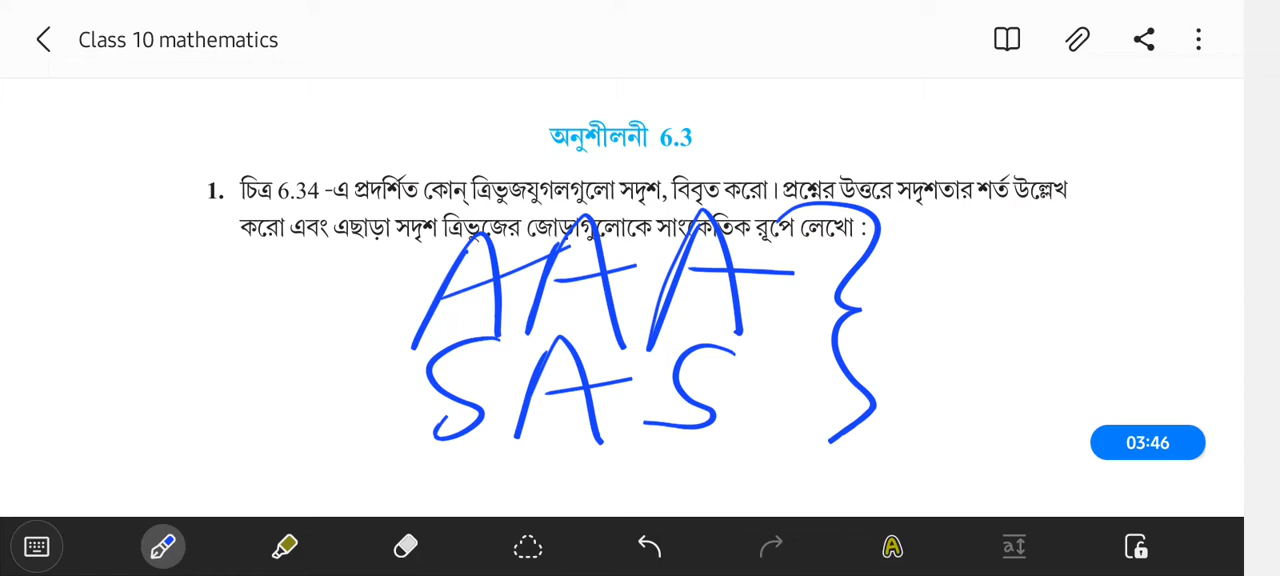 Class 10 mathematics
অনুশীলনী 6.3
1. চিত্র 6.34 -এ প্রদর্শিত কোন্ ত্রিভুজযুগলগুলো সদৃশ, বিবৃত করো। প্রশ্নের উত্তরে সদৃশতার শর্ত উল্লেখ
করো এবং এছাড়া সদৃশ ত্রিভুজের জোড়াগুলোকে সাংকেতিক রূপে লেখো :
AAA
SAS
03:46